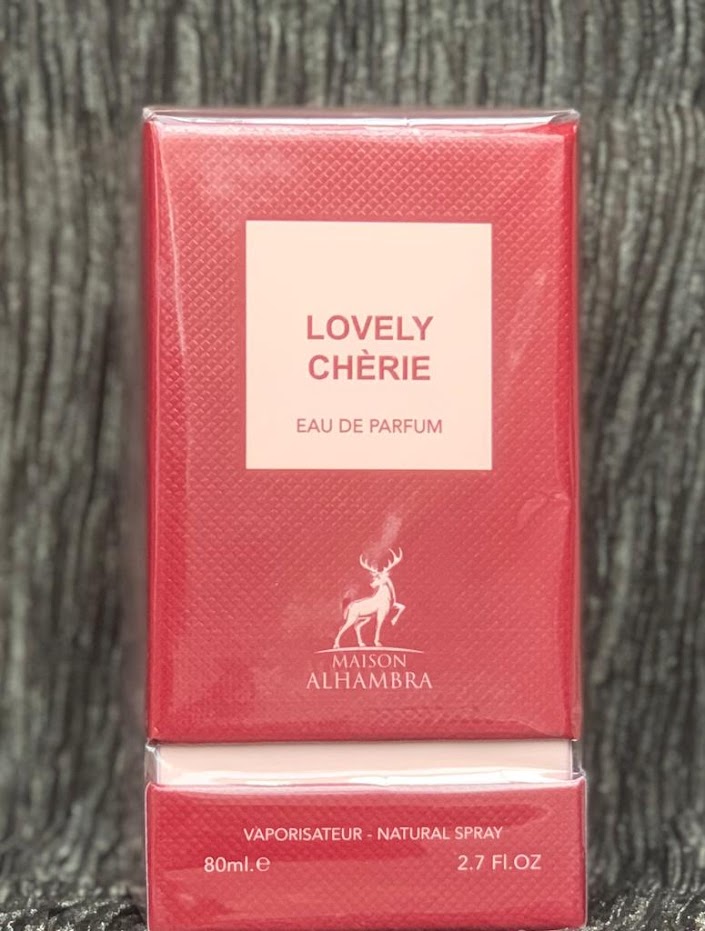 LOVELY
CHÈRIE
EAU DE PARFUM
MAISON
ALHAMBRA
VAPORISATEUR - NATURAL SPRAY
80ml.℮ 2.7 Fl.OZ